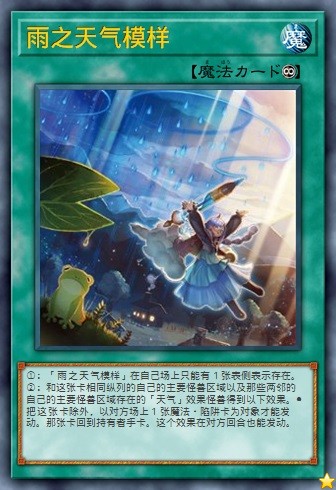 雨之天气模样
魔
【魔法カード】
①：「雨之天气模样」在自己场上只能有１张表侧表示存在。
②：和这张卡相同纵列的自己的主要怪兽区域以及那些两邻的
自己的主要怪兽区域存在的「天气」效果怪兽得到以下效果。●
把这张卡除外，以对方场上１张魔法·陷阱卡为对象才能发
动。那张卡回到持有者手卡。这个效果在对方回合也能发动。